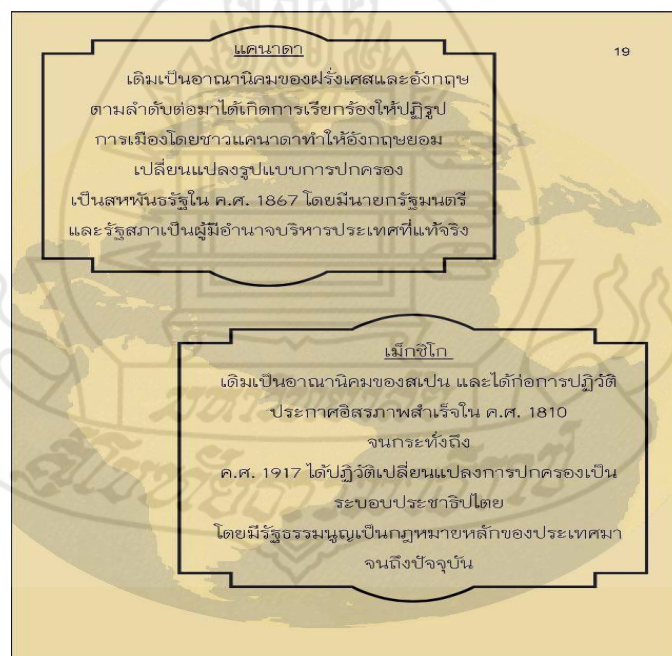 19
แคนาดา
เดิมเป็นอาณานิคมของฝรั่งเศสและอังกฤษ
ตามลำดับต่อมาได้เกิดการเรียกร้องให้ปฏิรูป
การเมืองโดยชาวแคนาดาทำให้อังกฤษยอม
เปลี่ยนแปลงรูปแบบการปกครอง
เป็นสหพันธรัฐใน ค.ศ. 1867 โดยมีนายกรัฐมนตรี
และรัฐสภาเป็นผู้มีอำนาจบริหารประเทศที่แท้จริง
เม็กซิโก
เดิมเป็นอาณานิคมของสเปน และได้ก่อการปฏิวัติ
ประกาศอิสรภาพสำเร็จใน ค.ศ. 1810
จนกระทั่งถึง
ค.ศ. 1917 ได้ปฏิวัติเปลี่ยนแปลงการปกครองเป็น
ระบอบประชาธิปไตย
โดยมีรัฐธรรมนูญเป็นกฎหมายหลักของประเทศมา
จนถึงปัจจุบัน